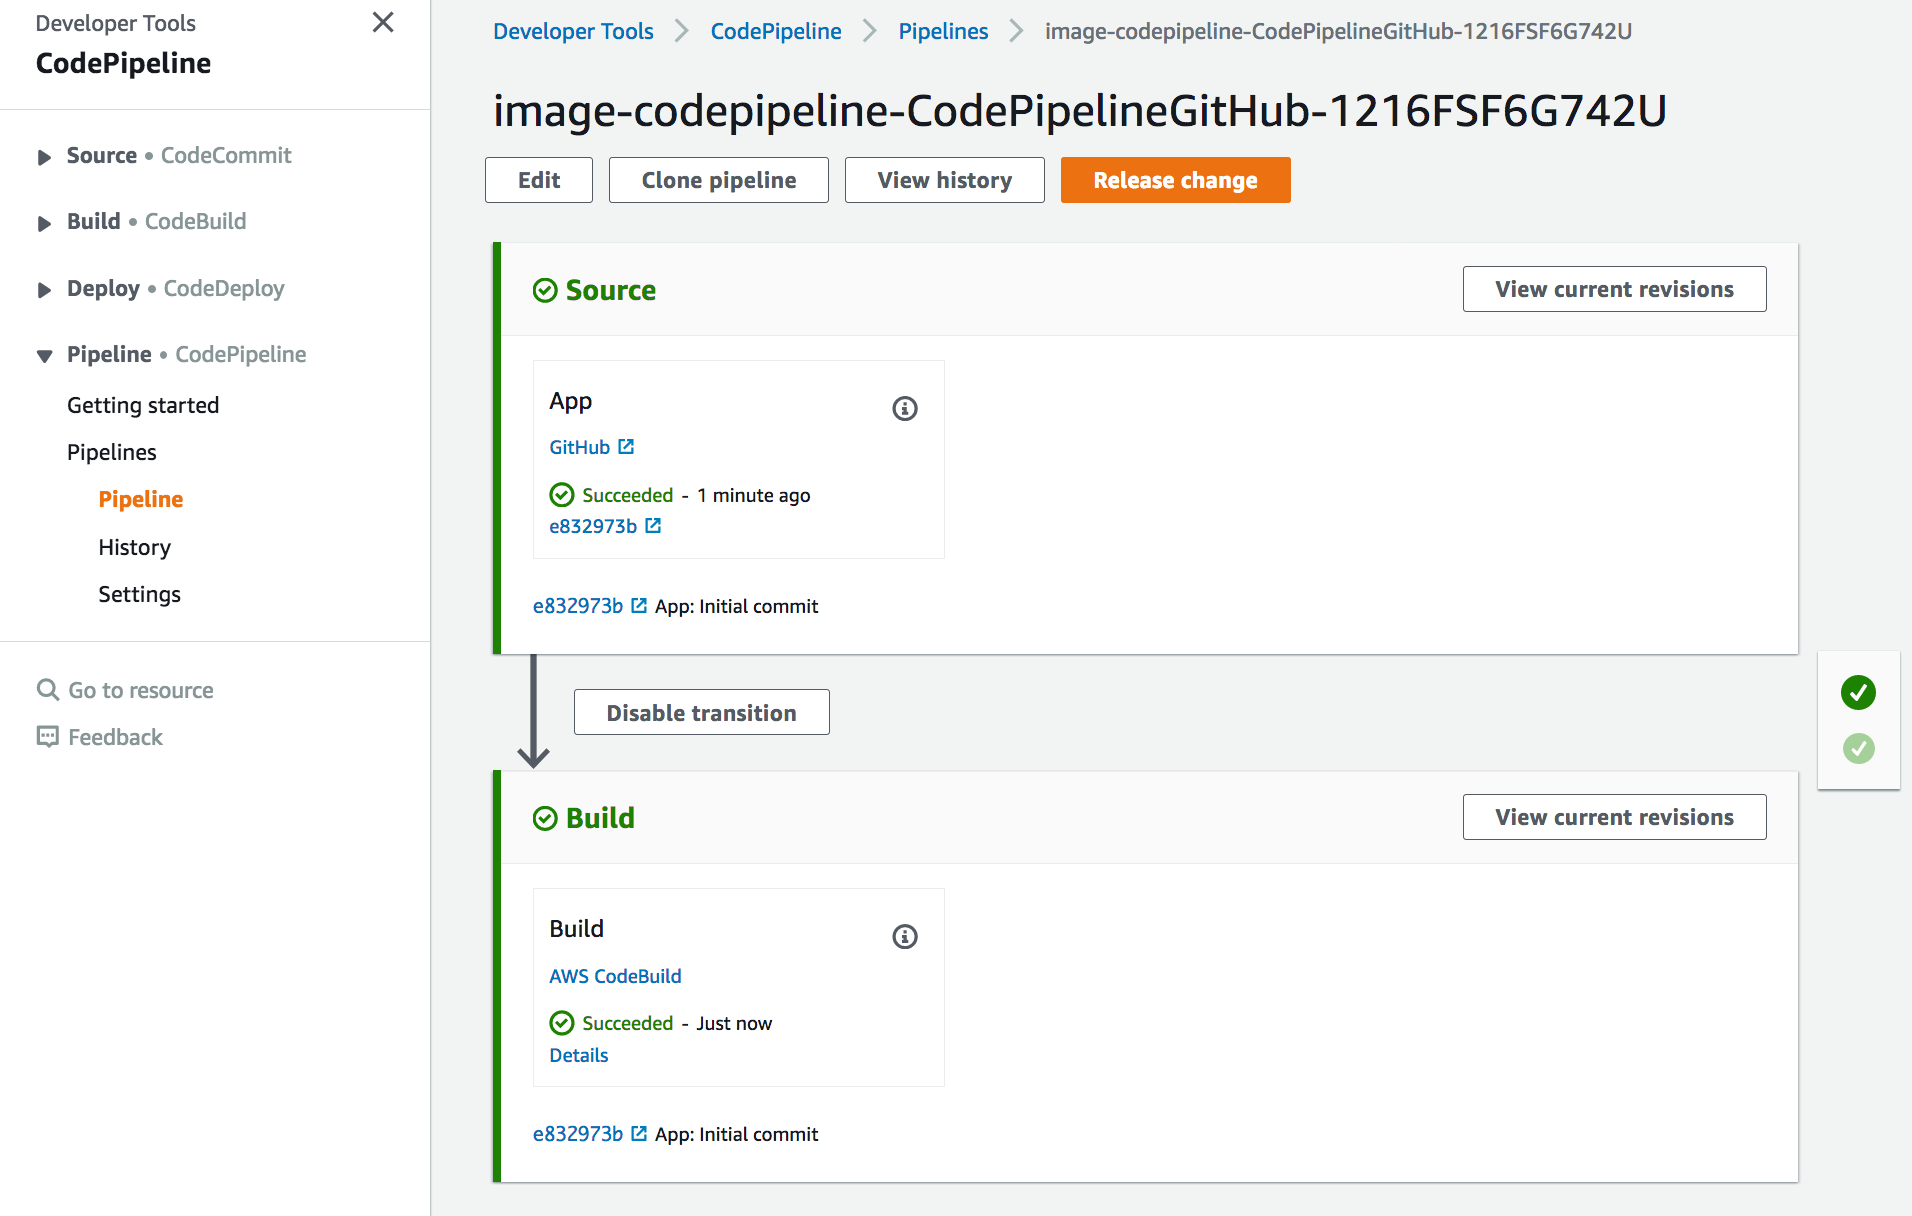 Developer Tools
CodePipeline
Source • CodeCommit
Build • CodeBuild
Deploy • CodeDeploy
Pipeline • CodePipeline
Getting started
Pipelines
Pipeline
History
Settings
Go to resource
Feedback
Developer Tools > CodePipeline > Pipelines > image-codepipeline-CodePipelineGitHub-1216FSF6G742U
image-codepipeline-CodePipelineGitHub-1216FSF6G742U
Edit Clone pipeline View history Release change
Source View current revisions
App
GitHub
Succeeded - 1 minute ago
e832973b
e832973b App: Initial commit
Disable transition
Build View current revisions
Build
AWS CodeBuild
Succeeded - Just now
Details
e832973b App: Initial commit